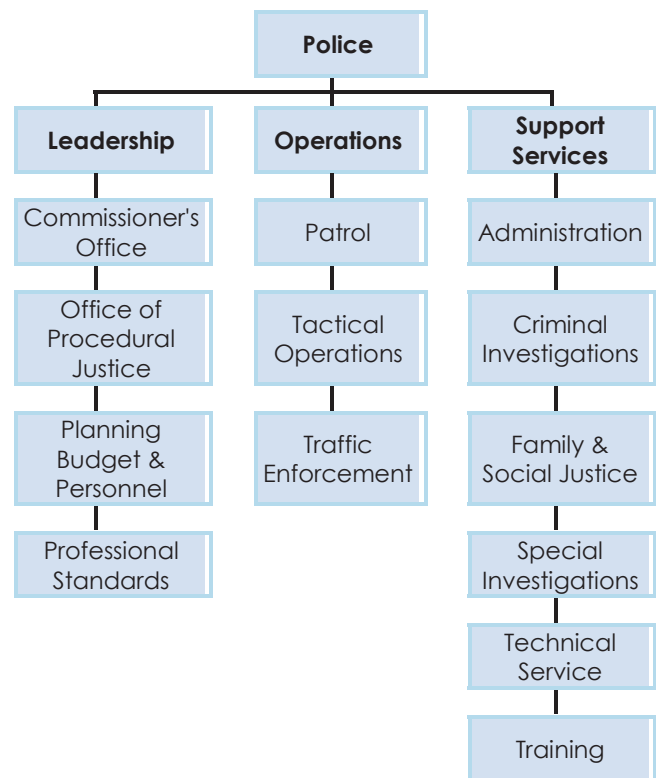 Police
Leadership
Commissioner's
Office
Office of
Procedural
Justice
Planning
Budget &
Personnel
Professional
Standards
Operations
Patrol
Tactical
Operations
Traffic
Enforcement
Support
Services
Administration
Criminal
Investigations
Family &
Social Justice
Special
Investigations
Technical
Service
Training